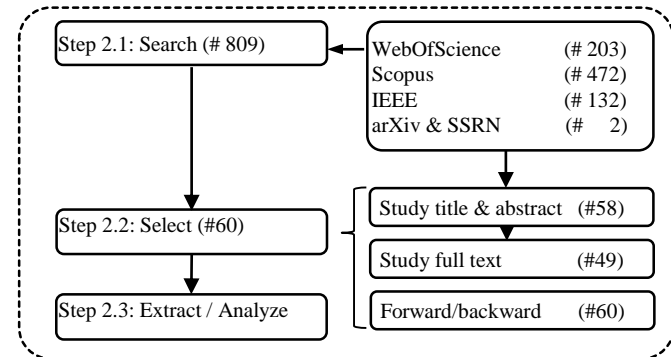 Step 2.1: Search (# 809)
WebOfScience (# 203)
Scopus (# 472)
IEEE (# 132)
arXiv & SSRN (# 2)
Step 2.2: Select (#60)
Study title & abstract (#58)
Study full text (#49)
Step 2.3: Extract / Analyze
Forward/backward (#60)